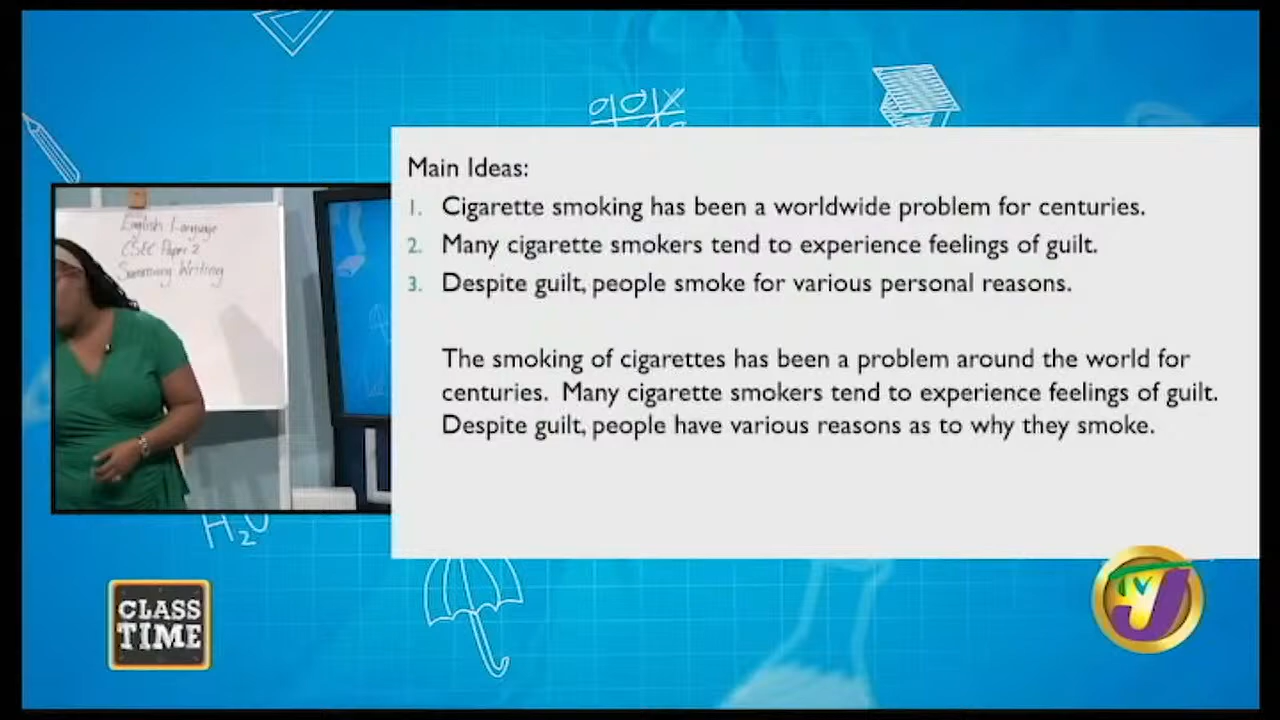 Main Ideas:
1. Cigarette smoking has been a worldwide problem for centuries.
2. Many cigarette smokers tend to experience feelings of guilt.
3. Despite guilt, people smoke for various personal reasons.
The smoking of cigarettes has been a problem around the world for
centuries. Many cigarette smokers tend to experience feelings of guilt.
Despite guilt, people have various reasons as to why they smoke.
English Language
CSEC Paper 2
Summary Writing
H₂O
CLASS
TIME
TVJ